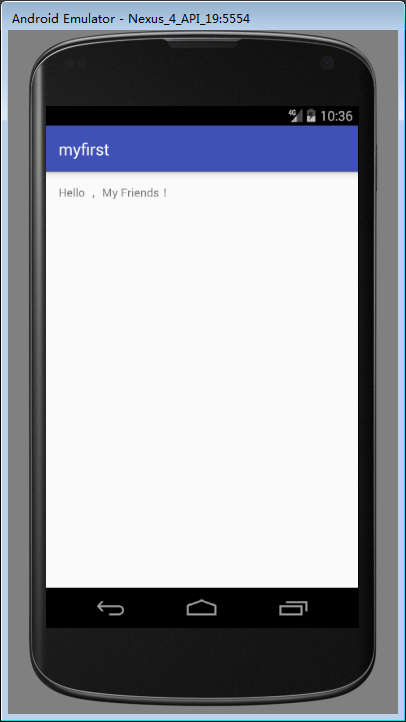 Android Emulator - Nexus_4_API_19:5554
4G 10:36
myfirst
Hello ，My Friends！